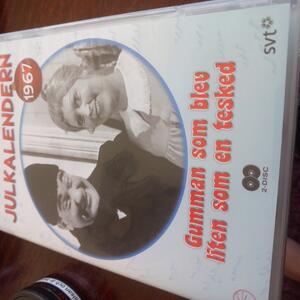 JULKALENDERN
1967
svt
Gumman som blev
liten som en tesked
2-DISC